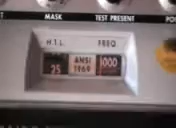 MASK TEST PRESENT
H.T.L. FREQ
25 ANSI 1969 1000